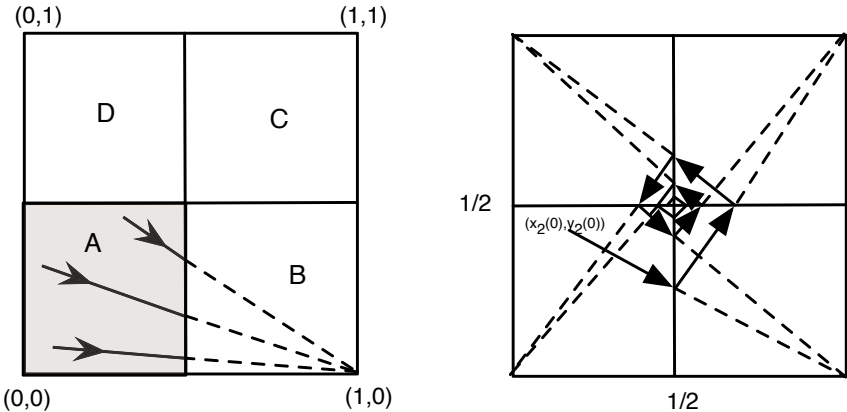 (0,1) (1,1)
D C
A B
(0,0) (1,0)
1/2
(x₂(0),y₂(0))
1/2